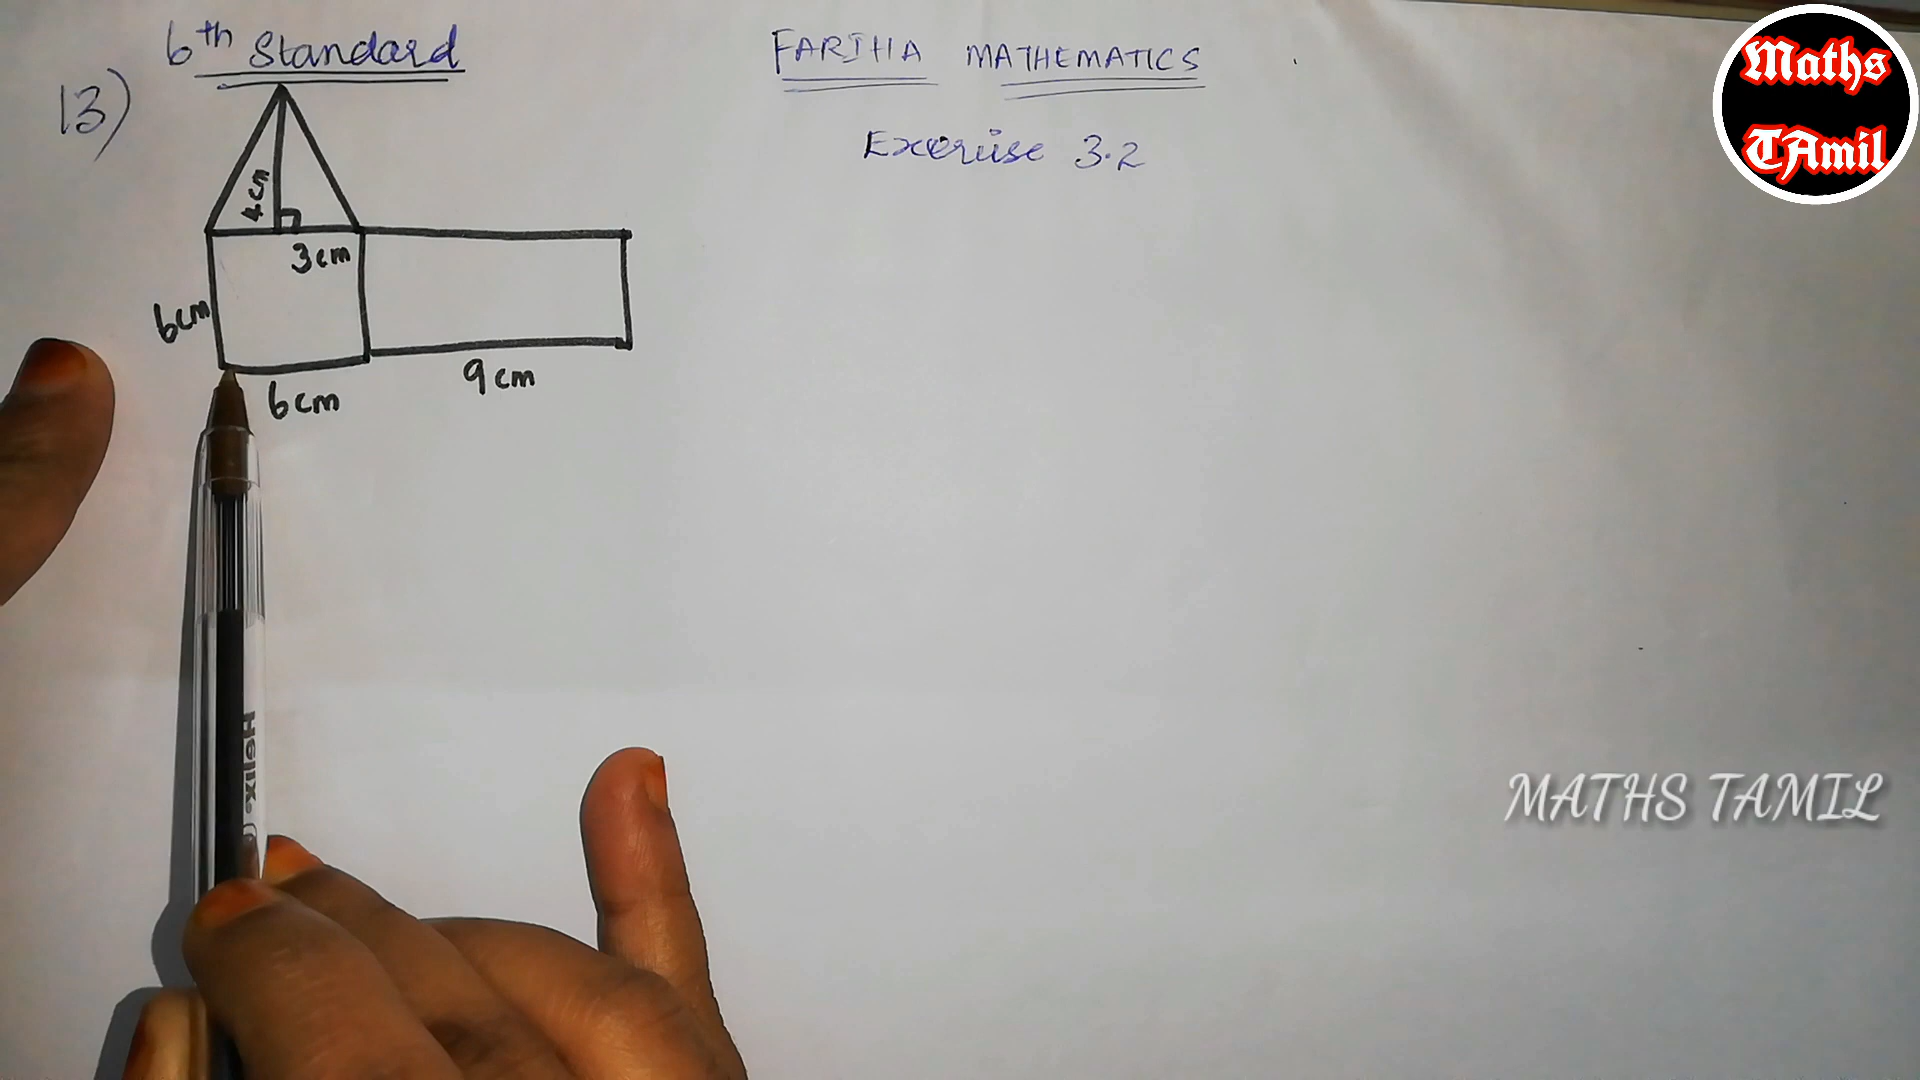 6th Standard
FARIHA MATHEMATICS
Maths
TAmil
13)
Exercise 3.2
4cm
3cm
6cm
6cm
9cm
Helix
MATHS TAMIL